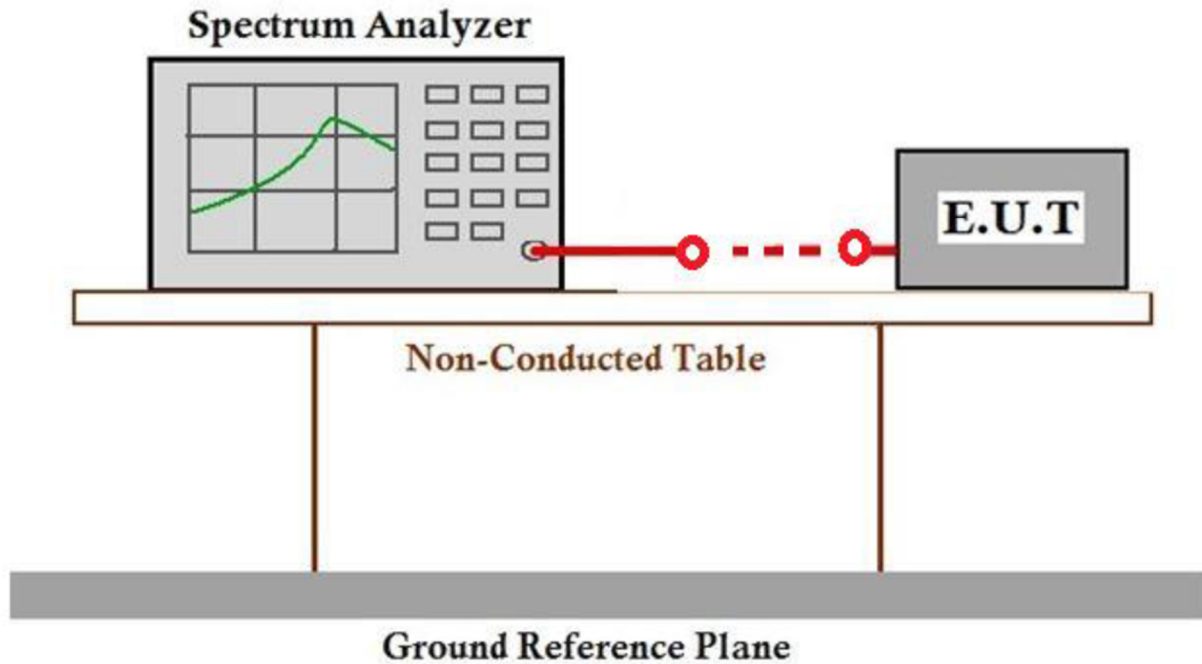 Spectrum Analyzer
E.U.T
Non-Conducted Table
Ground Reference Plane